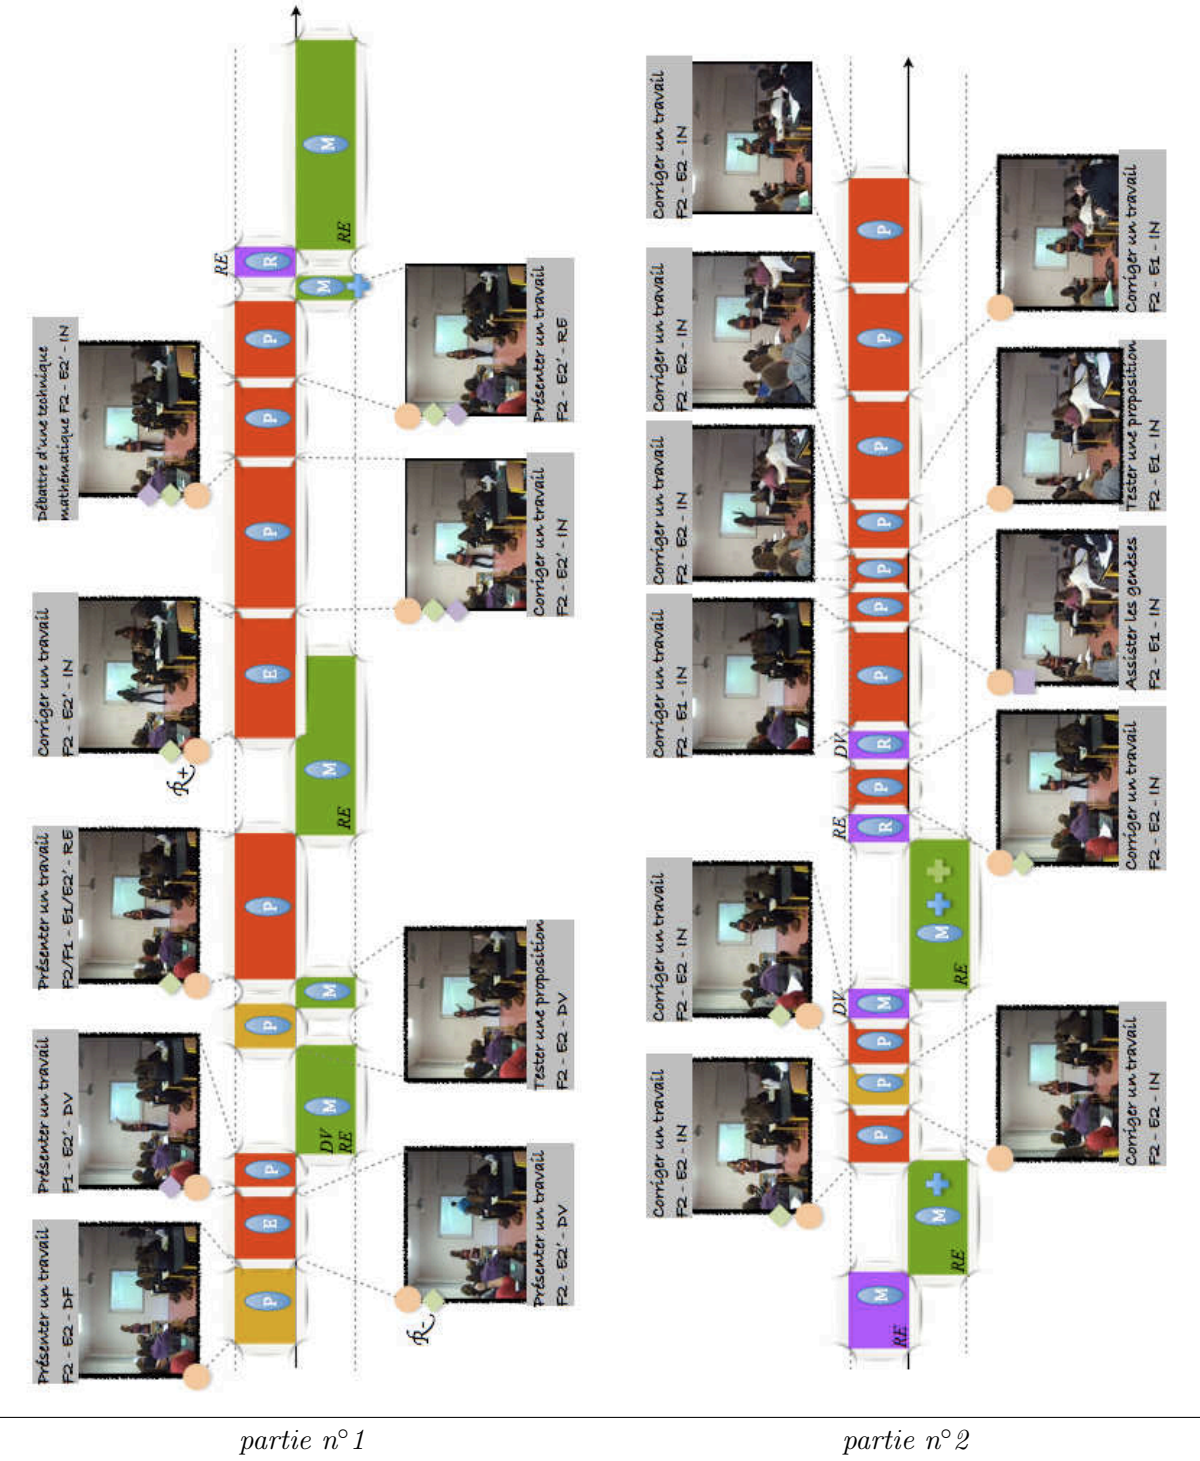 Présenter un travail
F2 - E2 - DF
Présenter un travail
F1 - E2' - DV
Présenter un travail
F2/F1 - E1/E2' - RE
Corriger un travail
F2 - E2' - IN
Débattre d'une technique
mathématique F2 - E2' - IN
R+
P
E
P
P
P
E
P
P
P
R
RE
M
DV
RE
M
M
RE
M
M
RE
R-
Présenter un travail
F2 - E2' - DV
Tester une proposition
F2 - E2 - DV
Corriger un travail
F2 - E2' - IN
Présenter un travail
F2 - E2' - RE
partie n° 1
Corriger un travail
F2 - E2 - IN
Corriger un travail
F2 - E2 - IN
Corriger un travail
F2 - E1 - IN
Corriger un travail
F2 - E2 - IN
Corriger un travail
F2 - E2 - IN
Corriger un travail
F2 - E2 - IN
M
RE
P
P
P
M
DV
R
RE
P
R
DV
P
P
P
P
P
P
P
M
RE
M
RE
Corriger un travail
F2 - E2 - IN
Corriger un travail
F2 - E2 - IN
Assister les genèses
F2 - E1 - IN
Tester une proposition
F2 - E1 - IN
Corriger un travail
F2 - E1 - IN
partie n° 2